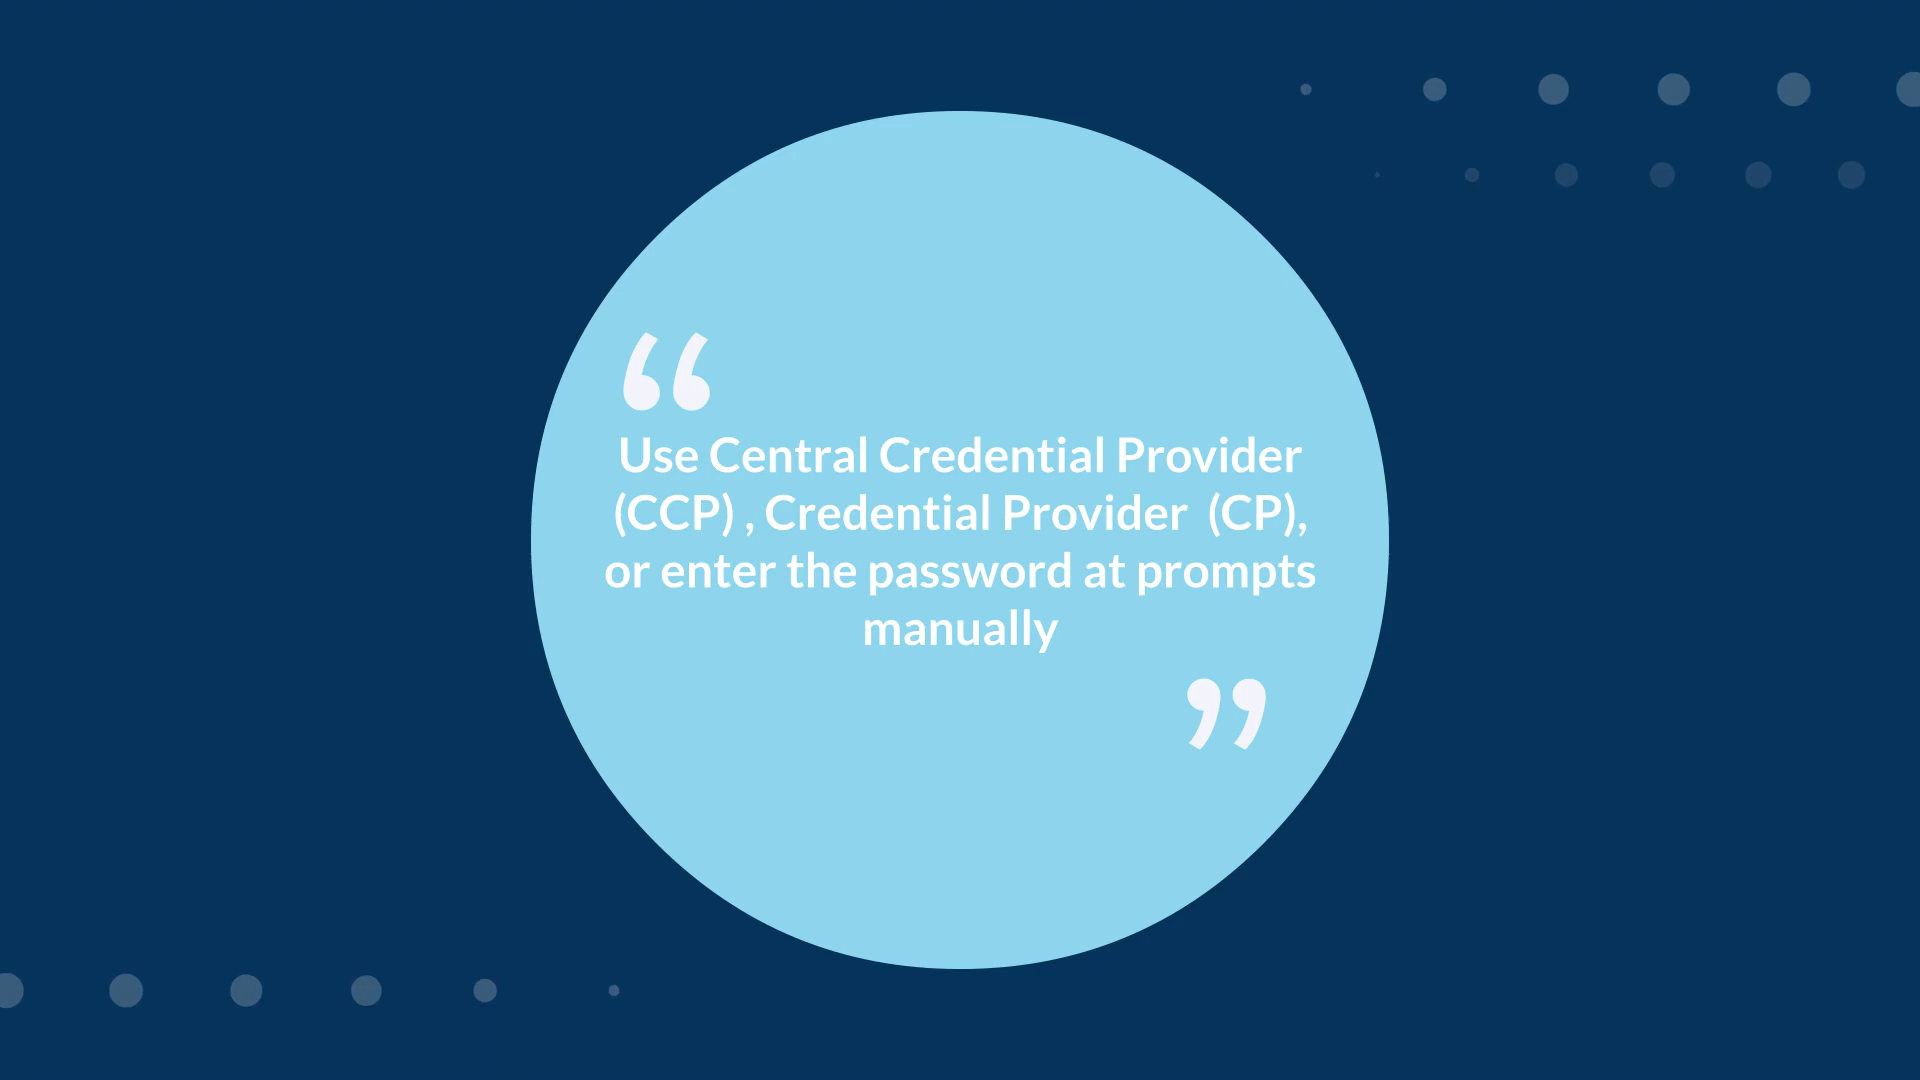 “
Use Central Credential Provider
(CCP) , Credential Provider  (CP),
or enter the password at prompts
manually
”